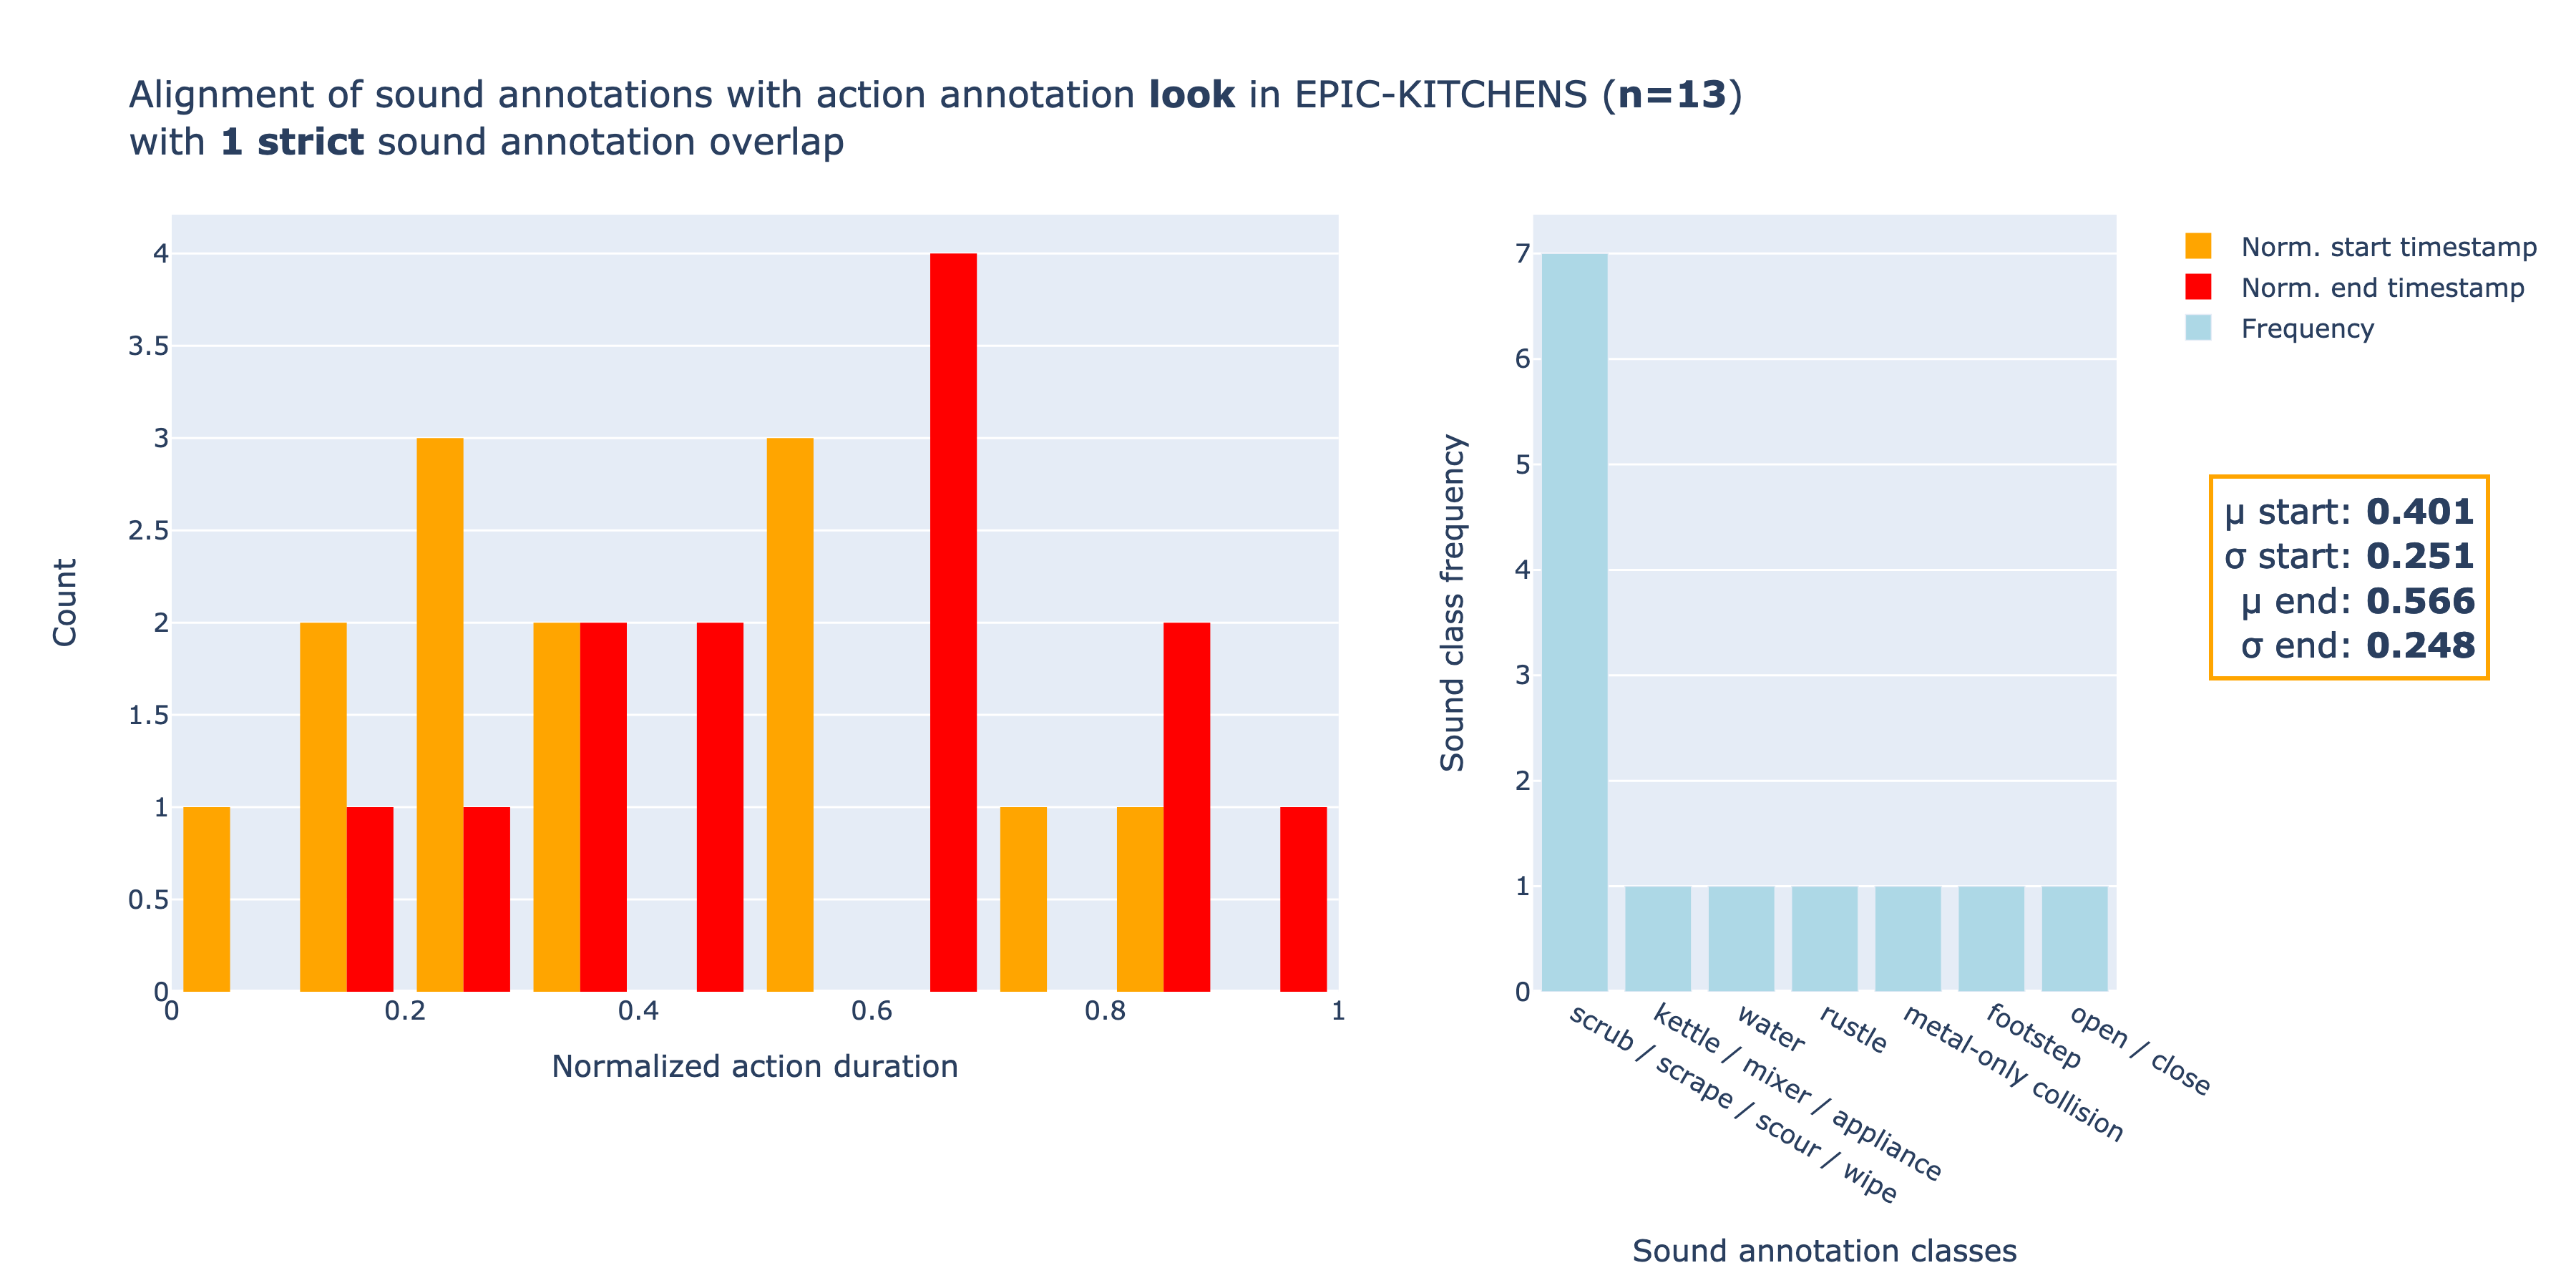 Alignment of sound annotations with action annotation look in EPIC-KITCHENS (n=13)
with 1 strict sound annotation overlap
4
3.5
3
2.5
2
1.5
1
0.5
0
Count
0
0.2
0.4
0.6
0.8
1
Normalized action duration
7
6
5
4
3
2
1
0
Sound class frequency
scrub / scrape / scour / wipe
kettle / mixer / appliance
water
rustle
metal-only collision
footstep
open / close
Sound annotation classes
Norm. start timestamp
Norm. end timestamp
Frequency
μ start: 0.401
σ start: 0.251
μ end: 0.566
σ end: 0.248